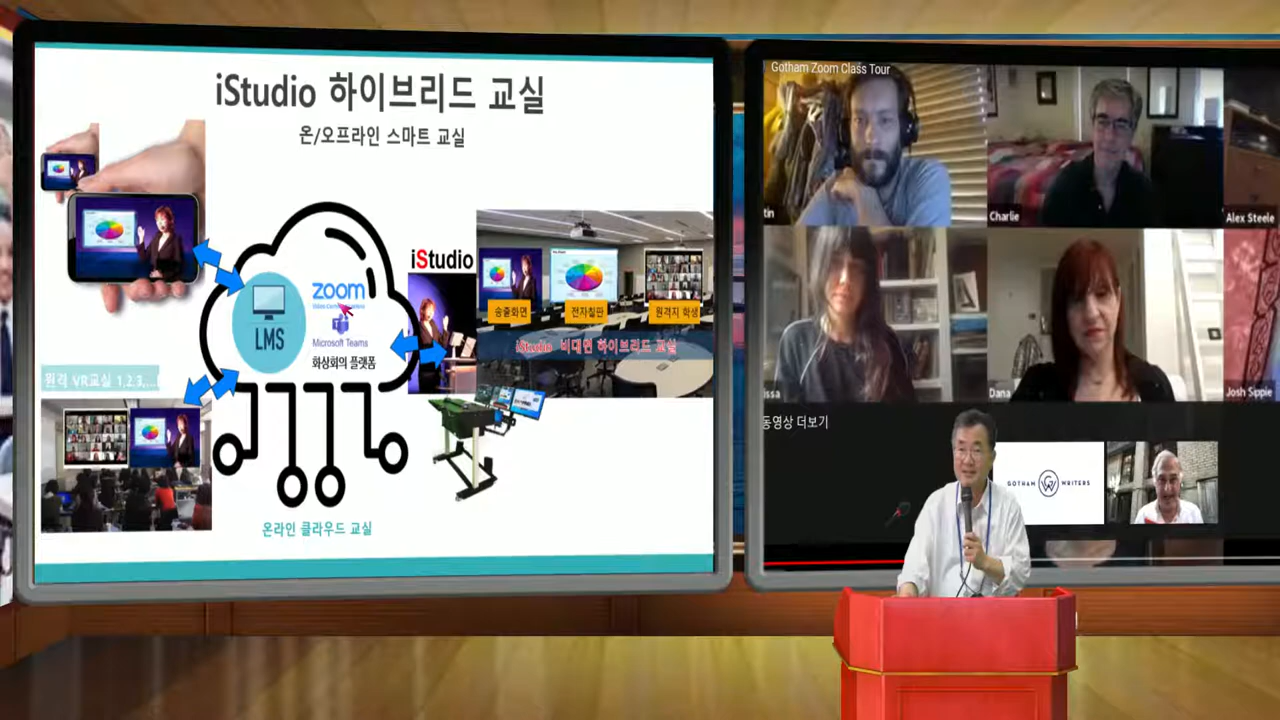 iStudio 하이브리드 교실
온/오프라인 스마트 교실
iStudio
zoom
LMS
Microsoft Teams
화상회의 플랫폼
송출화면
전자칠판
원격지 학생
iStudio 비대면 하이브리드 교실
원격 VR교실 1,2,3,...
온라인 클라우드 교실
Gotham Zoom Class Tour
tin
Charlie
Alex Steele
ssa
Dana
Josh Sippie
동영상 더보기
GOTHAM GW WRITERS